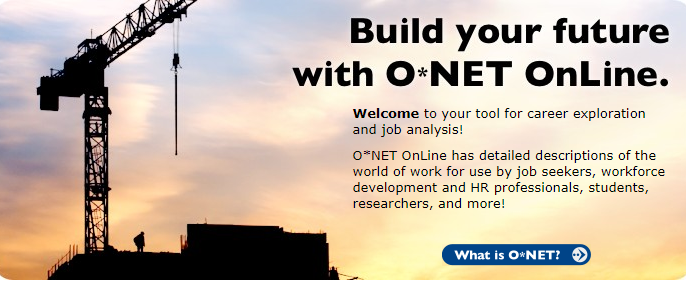 Build your future
with O*NET OnLine.
Welcome to your tool for career exploration
and job analysis!
O*NET OnLine has detailed descriptions of the
world of work for use by job seekers, workforce
development and HR professionals, students,
researchers, and more!
What is O*NET?